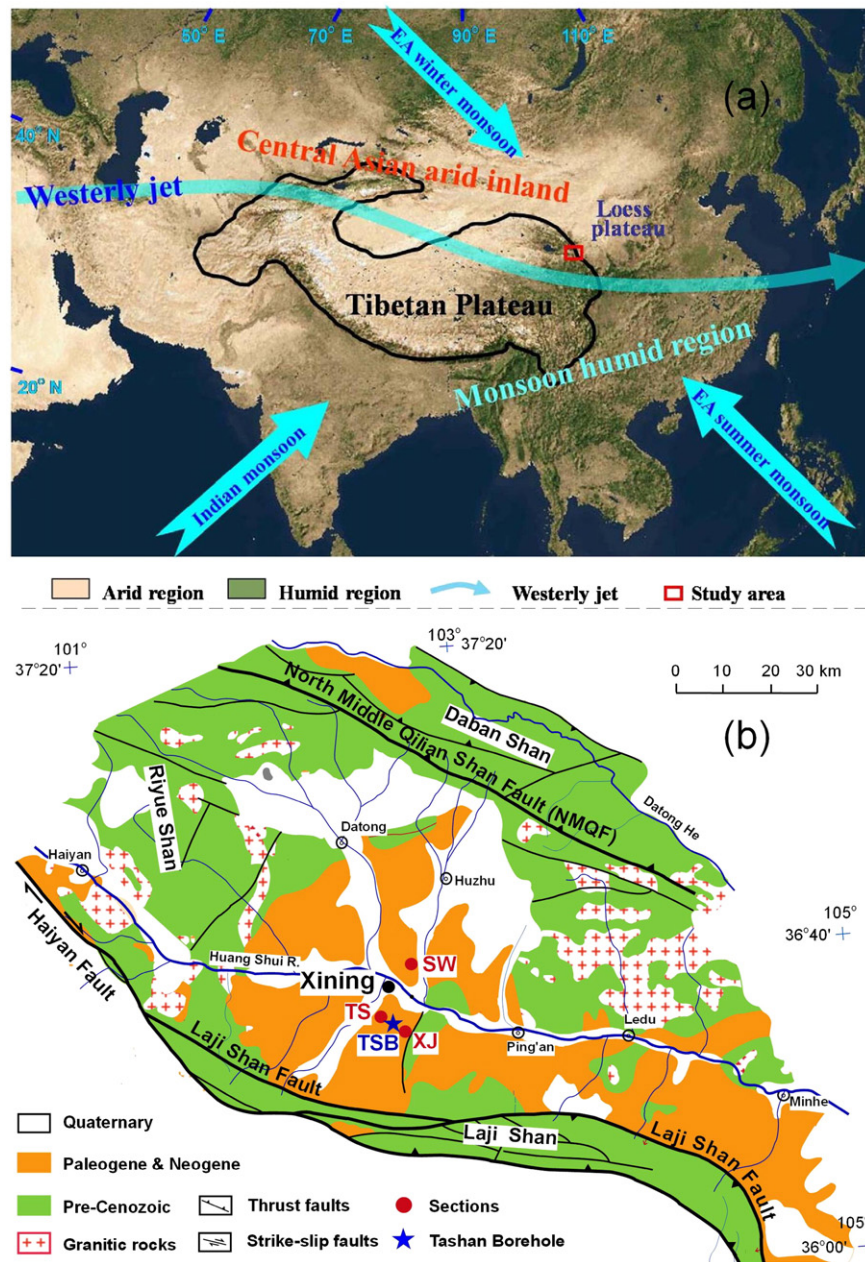 50° E
70° E
90° E
110° E
EA winter monsoon
(a)
40° N
Central Asian arid inland
Westerly jet
Loess
plateau
Tibetan Plateau
20° N
Monsoon humid region
Indian monsoon
EA summer monsoon
Arid region
Humid region
Westerly jet
Study area
101°
37°20'
103°
37°20'
0 10 20 30 km
North Middle Qilian Shan Fault (NMQF)
Daban Shan
(b)
Riyue Shan
Datong He
Datong
Haiyan
Huzhu
105°
36°40'
Haiyan Fault
Huang Shui R.
SW
Xining
TS
TSB
XJ
Ping'an
Ledu
Laji Shan Fault
Minhe
Laji Shan
Laji Shan Fault
Quaternary
Paleogene & Neogene
Pre-Cenozoic
Thrust faults
Sections
Granitic rocks
Strike-slip faults
Tashan Borehole
105°
36°00'